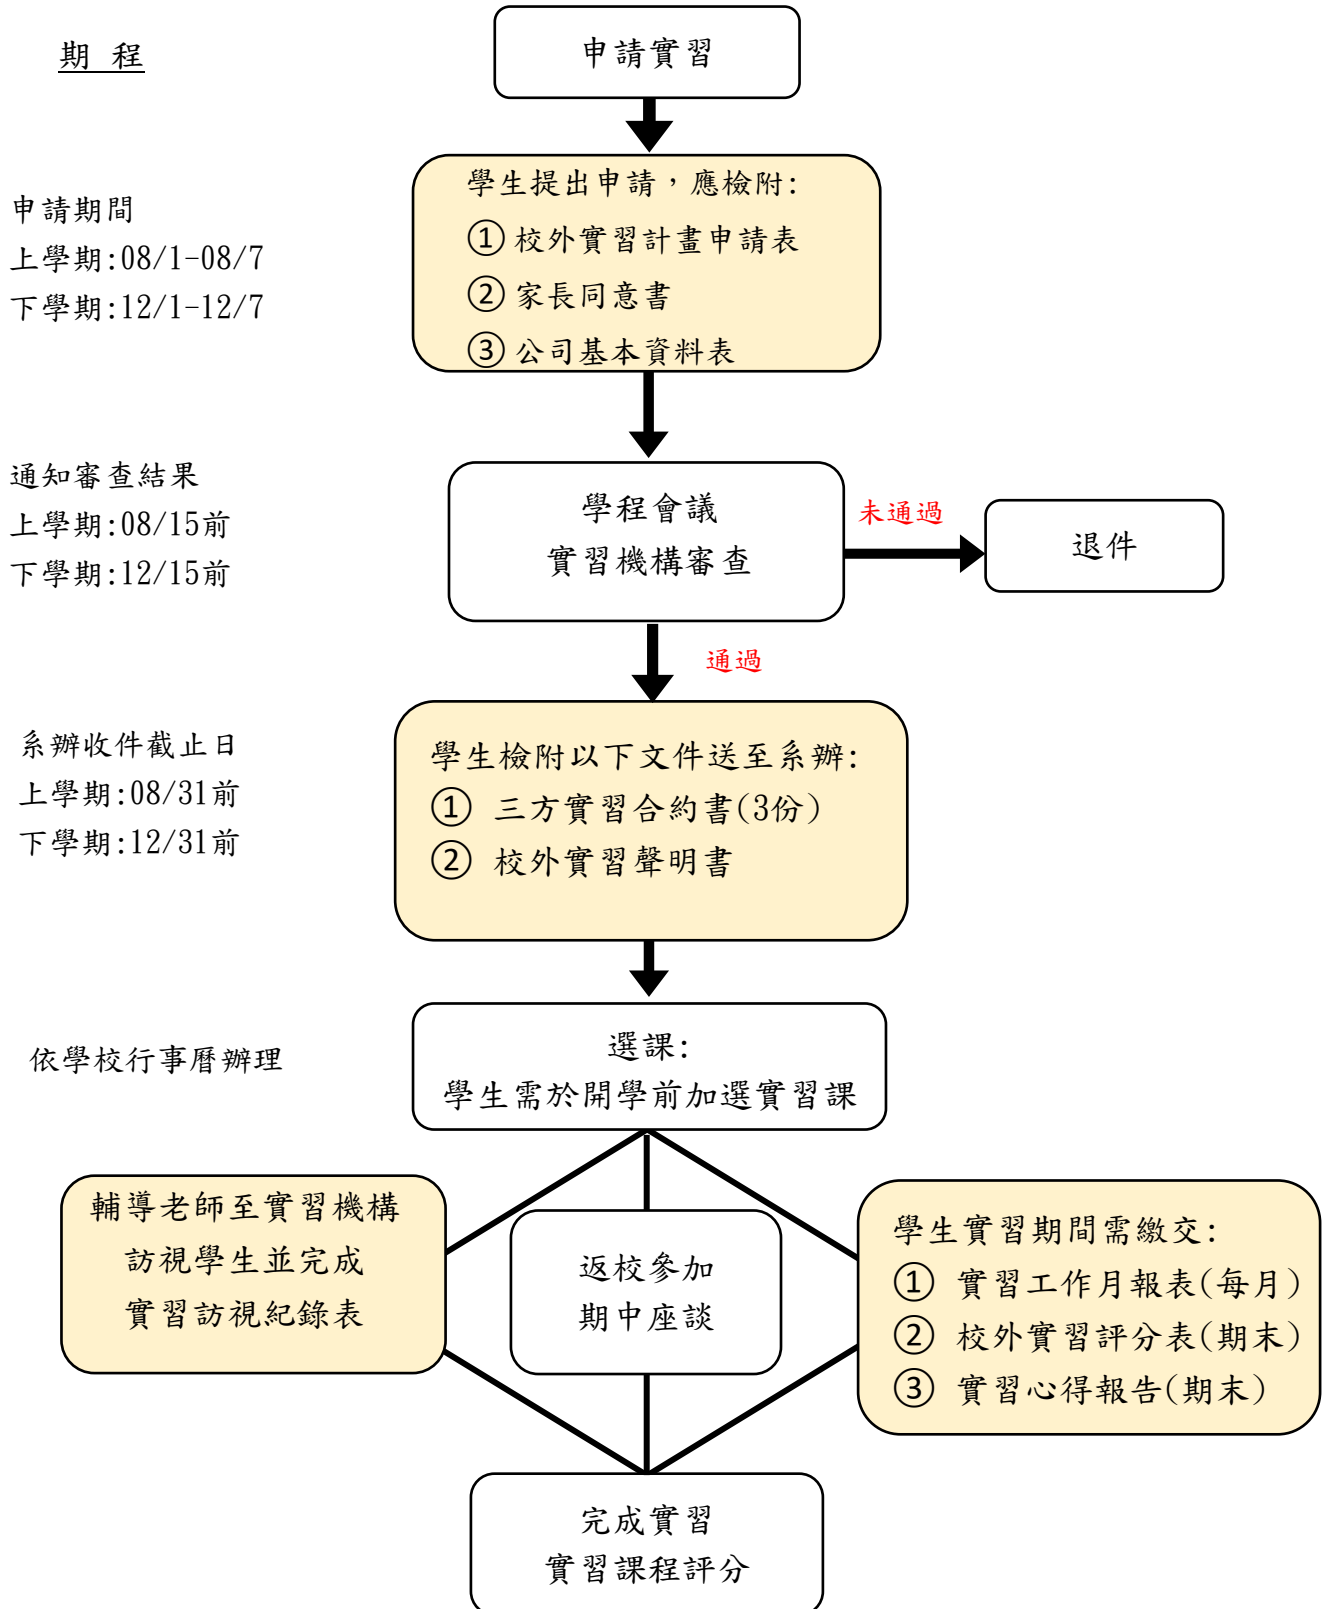 期 程
申請實習
申請期間
上學期:08/1-08/7
下學期:12/1-12/7
學生提出申請，應檢附:
① 校外實習計畫申請表
② 家長同意書
③ 公司基本資料表
通知審查結果
上學期:08/15前
下學期:12/15前
學程會議
實習機構審查
未通過
退件
通過
系辦收件截止日
上學期:08/31前
下學期:12/31前
學生檢附以下文件送至系辦:
① 三方實習合約書(3份)
② 校外實習聲明書
依學校行事曆辦理
選課:
學生需於開學前加選實習課
輔導老師至實習機構
訪視學生並完成
實習訪視紀錄表
返校參加
期中座談
學生實習期間需繳交:
① 實習工作月報表(每月)
② 校外實習評分表(期末)
③ 實習心得報告(期末)
完成實習
實習課程評分